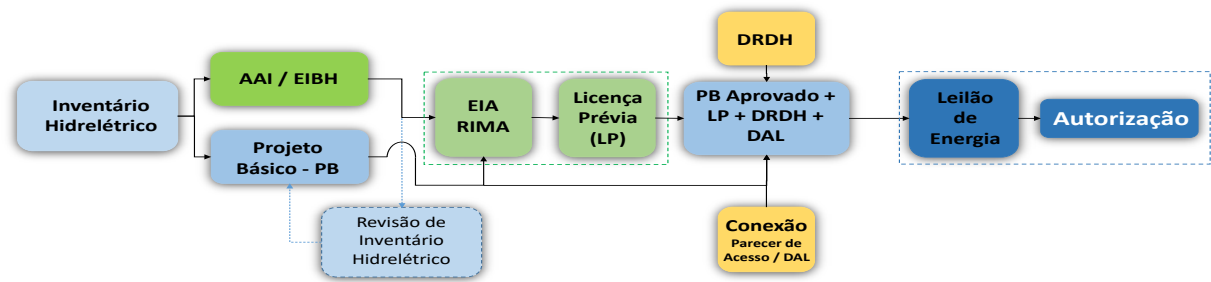 Inventário
Hidrelétrico
AAI / EIBH
Projeto
Básico - PB
Revisão de
Inventário
Hidrelétrico
EIA
RIMA
Licença
Prévia
(LP)
DRDH
PB Aprovado +
LP + DRDH +
DAL
Conexão
Parecer de
Acesso / DAL
Leilão
de
Energia
Autorização